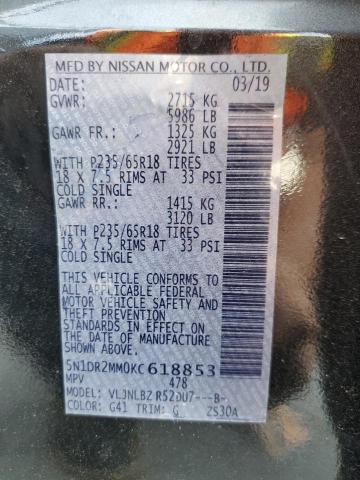 MFD BY NISSAN MOTOR CO., LTD.
DATE: 03/19
GVWR: 2715 KG
5986 LB
GAWR FR.: 1325 KG
2921 LB
WITH P235/65R18 TIRES
18 X 7.5 RIMS AT 33 PSI
COLD SINGLE
GAWR RR.: 1415 KG
3120 LB
WITH P235/65R18 TIRES
18 X 7.5 RIMS AT 33 PSI
COLD SINGLE
THIS VEHICLE CONFORMS TO
ALL APPLICABLE FEDERAL
MOTOR VEHICLE SAFETY AND
THEFT PREVENTION
STANDARDS IN EFFECT ON
THE DATE OF MANUFACTURE
SHOWN ABOVE.
5N1DR2MM0KC618853
MPV 478
MODEL: VLJNLBZ R52DU7---B-
COLOR: G41 TRIM: G ZS30A